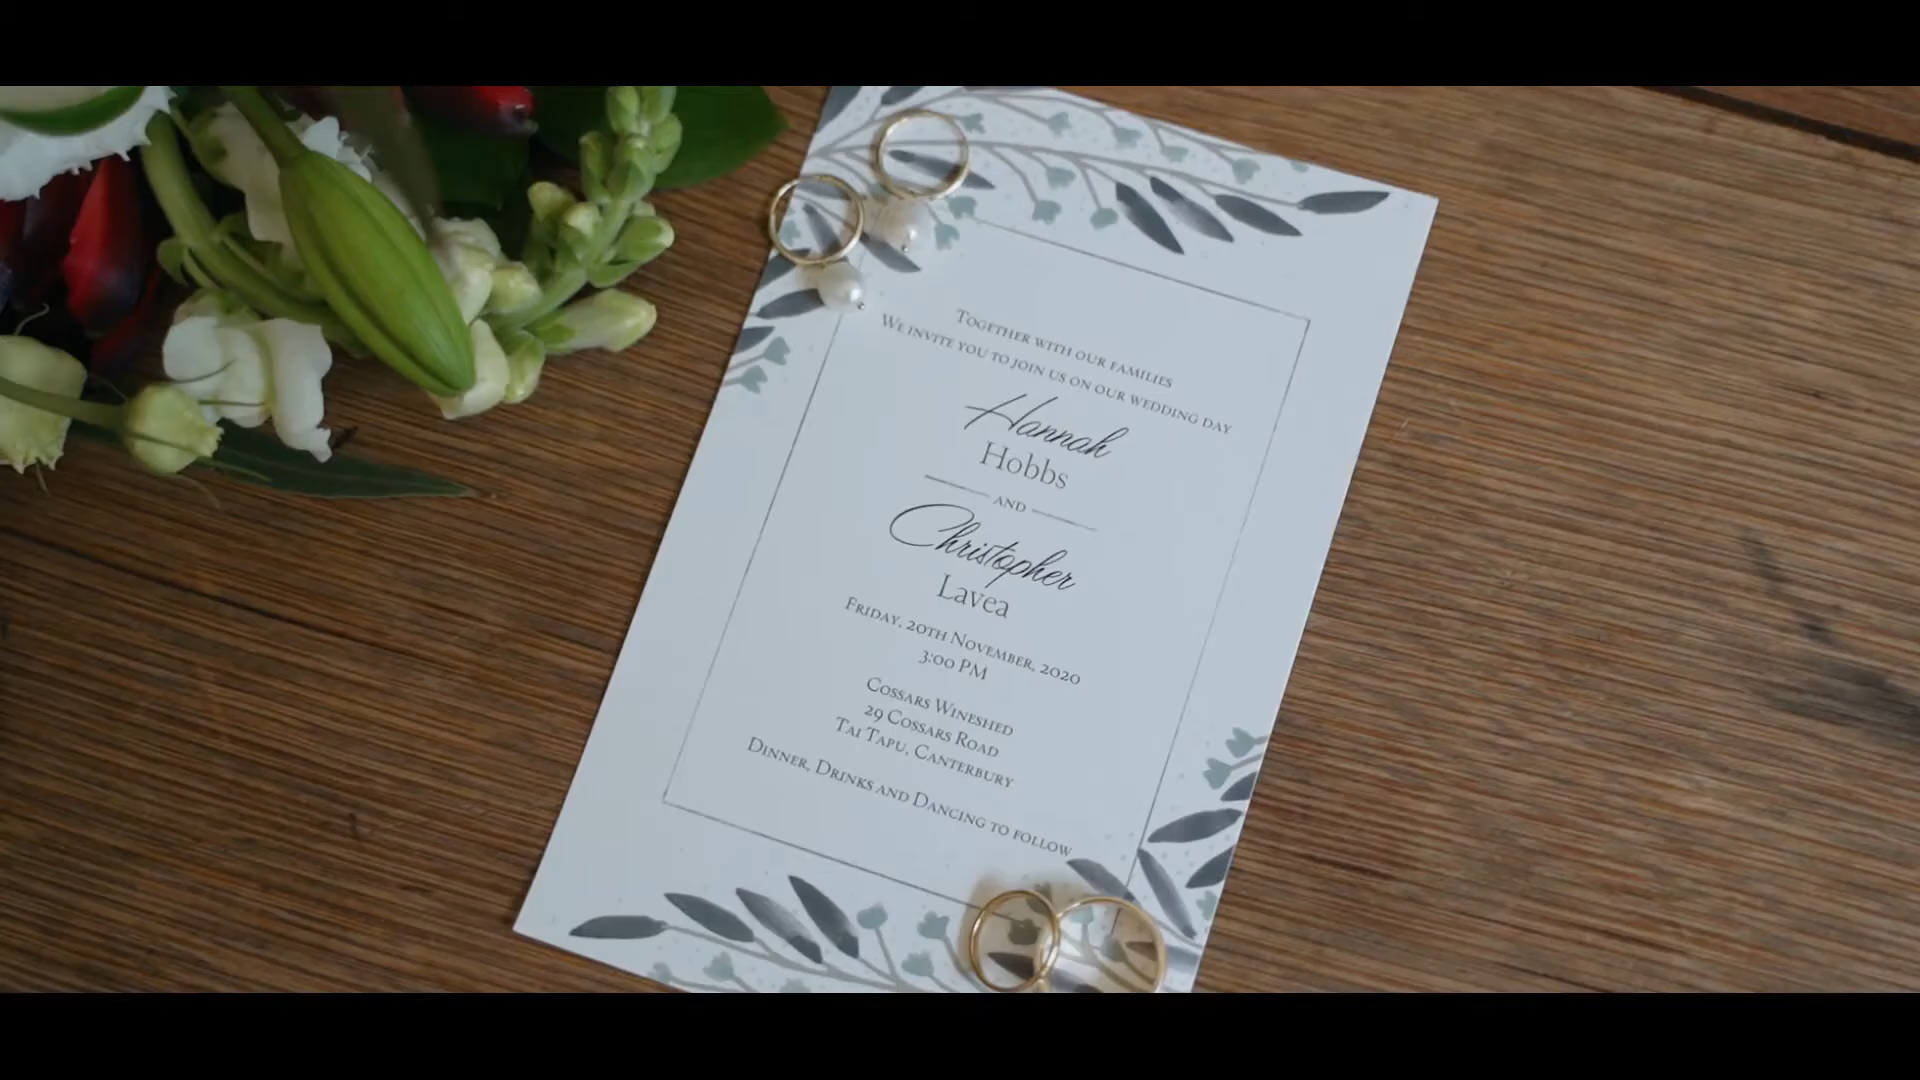 Together with our families
We invite you to join us on our wedding day
Hannah
Hobbs
and
Christopher
Lavea
Friday, 20th November, 2020
3:00 PM
Cossars Wineshed
29 Cossars Road
Tai Tapu, Canterbury
Dinner, Drinks and Dancing to follow